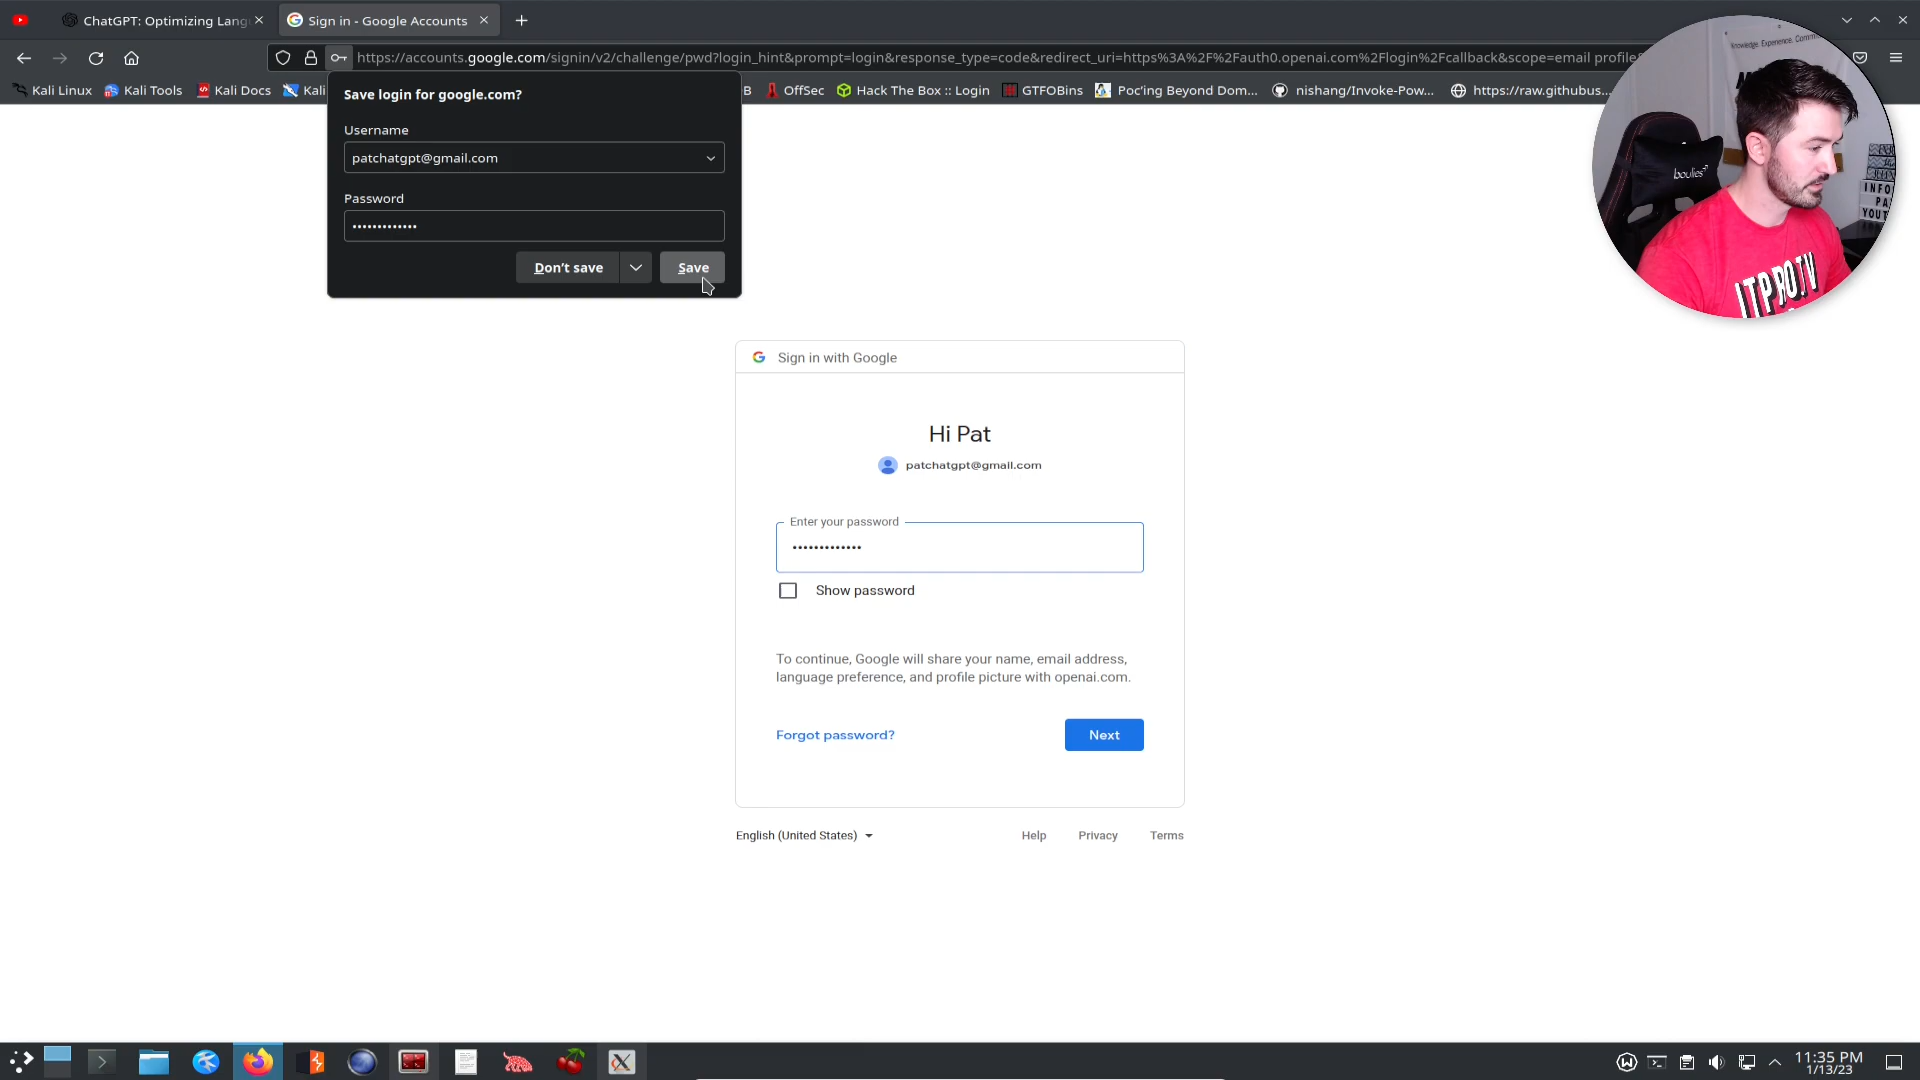 ChatGPT: Optimizing Lang
Sign in - Google Accounts
https://accounts.google.com/signin/v2/challenge/pwd?login_hint&prompt=login&response_type=code&redirect_uri=https%3A%2F%2Fauth0.openai.com%2Flogin%2Fcallback&scope=email profile
Kali Linux
Kali Tools
Kali Docs
Kali
B
OffSec
Hack The Box :: Login
GTFOBins
Poc'ing Beyond Dom...
nishang/Invoke-Pow...
https://raw.githubus...
Knowledge. Experience.
boulies
INFO
PA
YOUT
ITPRO.TV
Save login for google.com?
Username
patchatgpt@gmail.com
Password
•••••••••••••
Don't save
Save
Sign in with Google
Hi Pat
patchatgpt@gmail.com
Enter your password
•••••••••••••
Show password
To continue, Google will share your name, email address,
language preference, and profile picture with openai.com.
Forgot password?
Next
English (United States)
Help
Privacy
Terms
11:35 PM
1/13/23